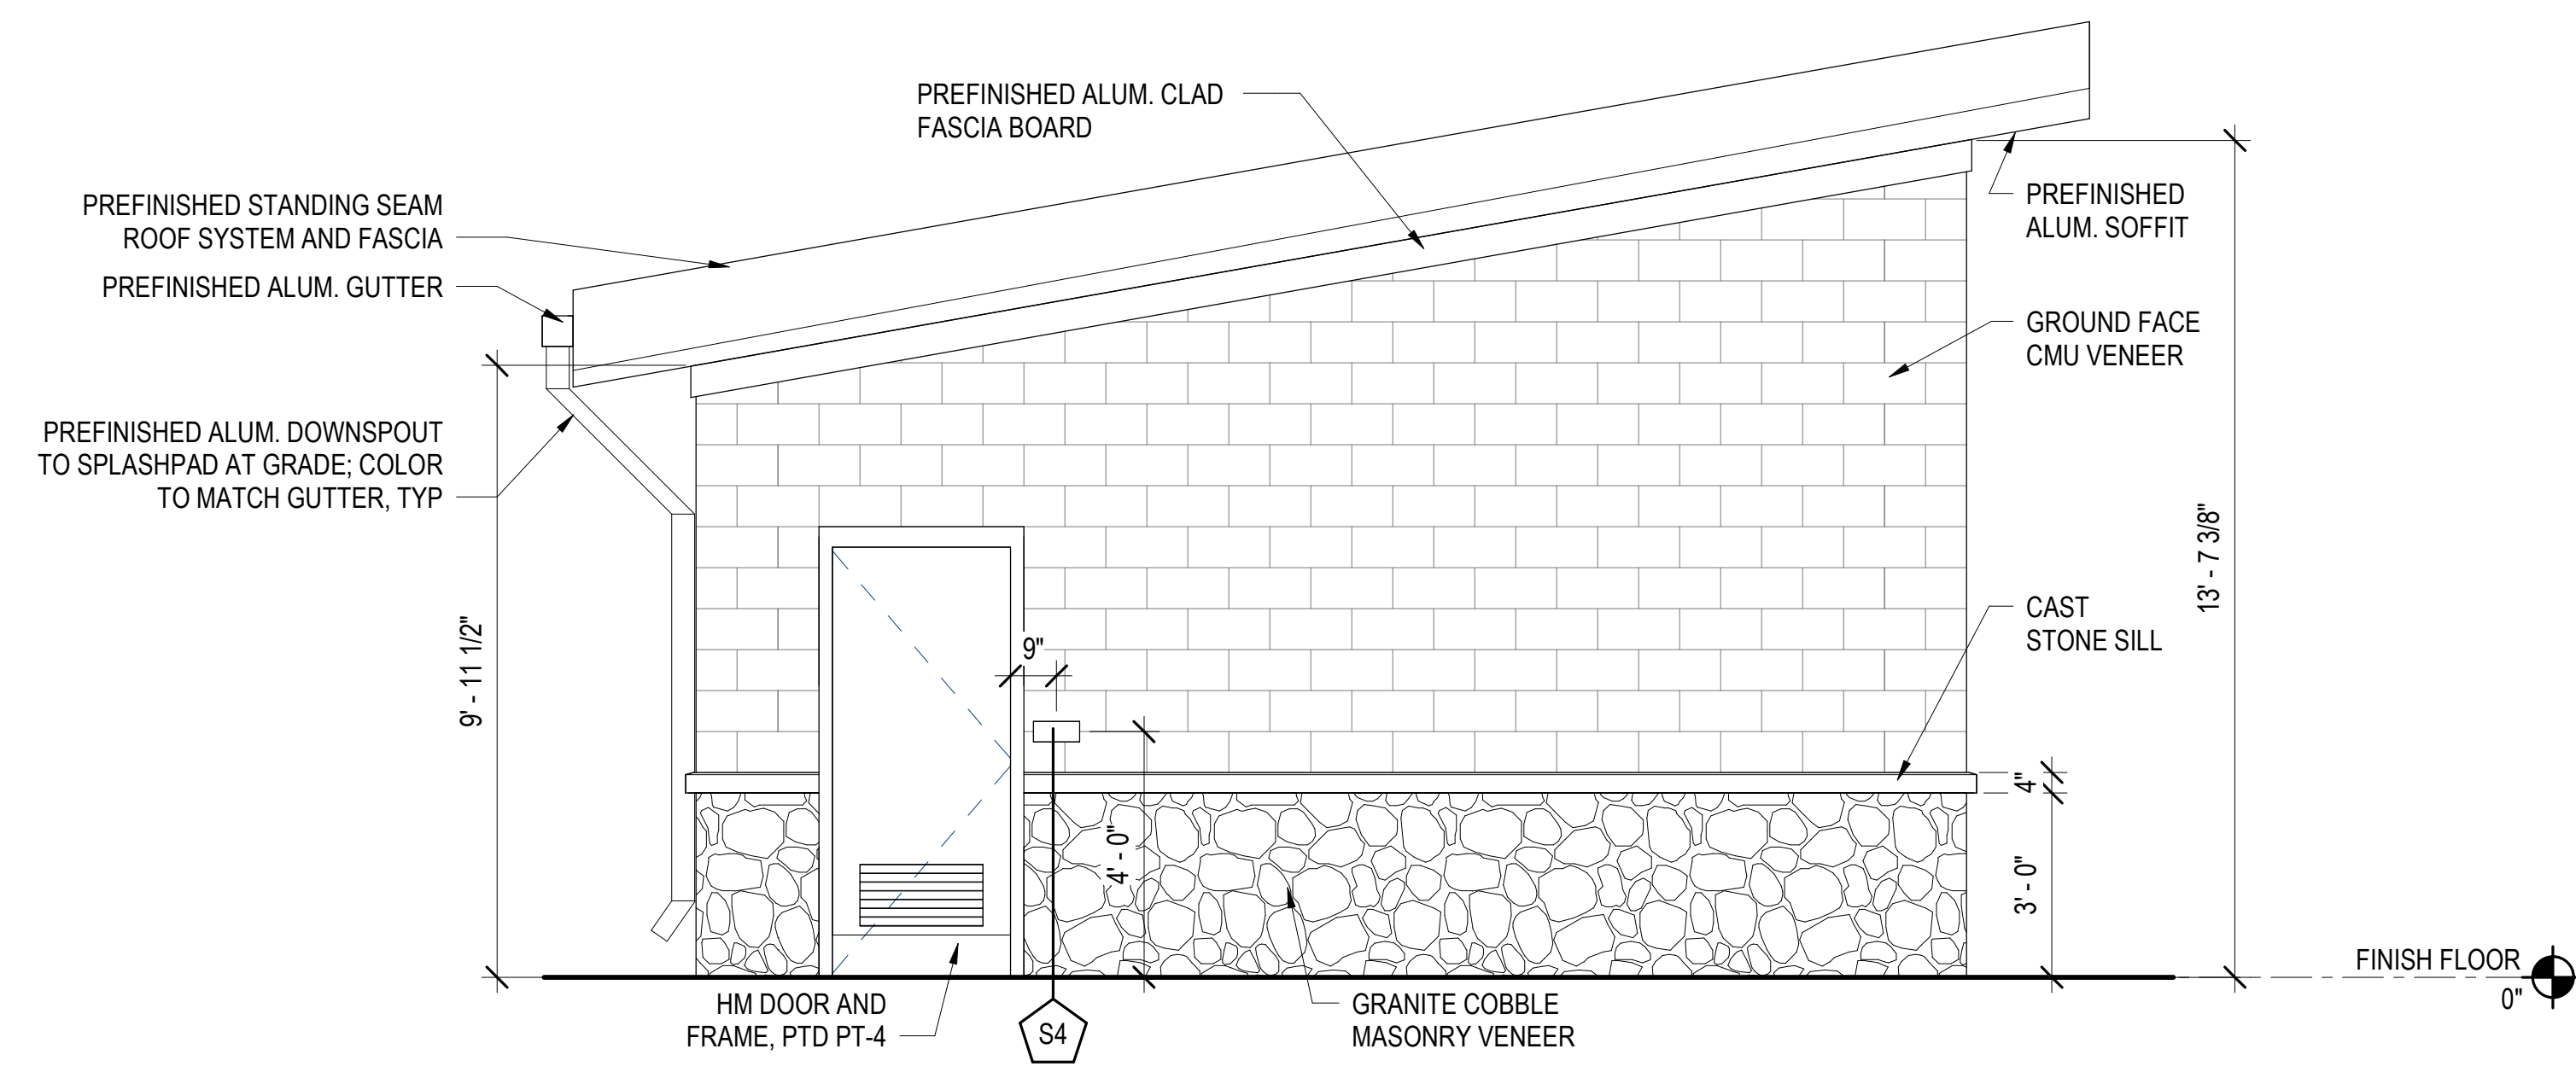 PREFINISHED ALUM. CLAD
FASCIA BOARD
PREFINISHED STANDING SEAM
ROOF SYSTEM AND FASCIA
PREFINISHED ALUM. GUTTER
PREFINISHED ALUM. DOWNSPOUT
TO SPLASHPAD AT GRADE; COLOR
TO MATCH GUTTER, TYP
PREFINISHED
ALUM. SOFFIT
GROUND FACE
CMU VENEER
CAST
STONE SILL
9' - 11 1/2"
9"
4' - 0"
4"
3' - 0"
13' - 7 3/8"
FINISH FLOOR
0"
HM DOOR AND
FRAME, PTD PT-4
S4
GRANITE COBBLE
MASONRY VENEER